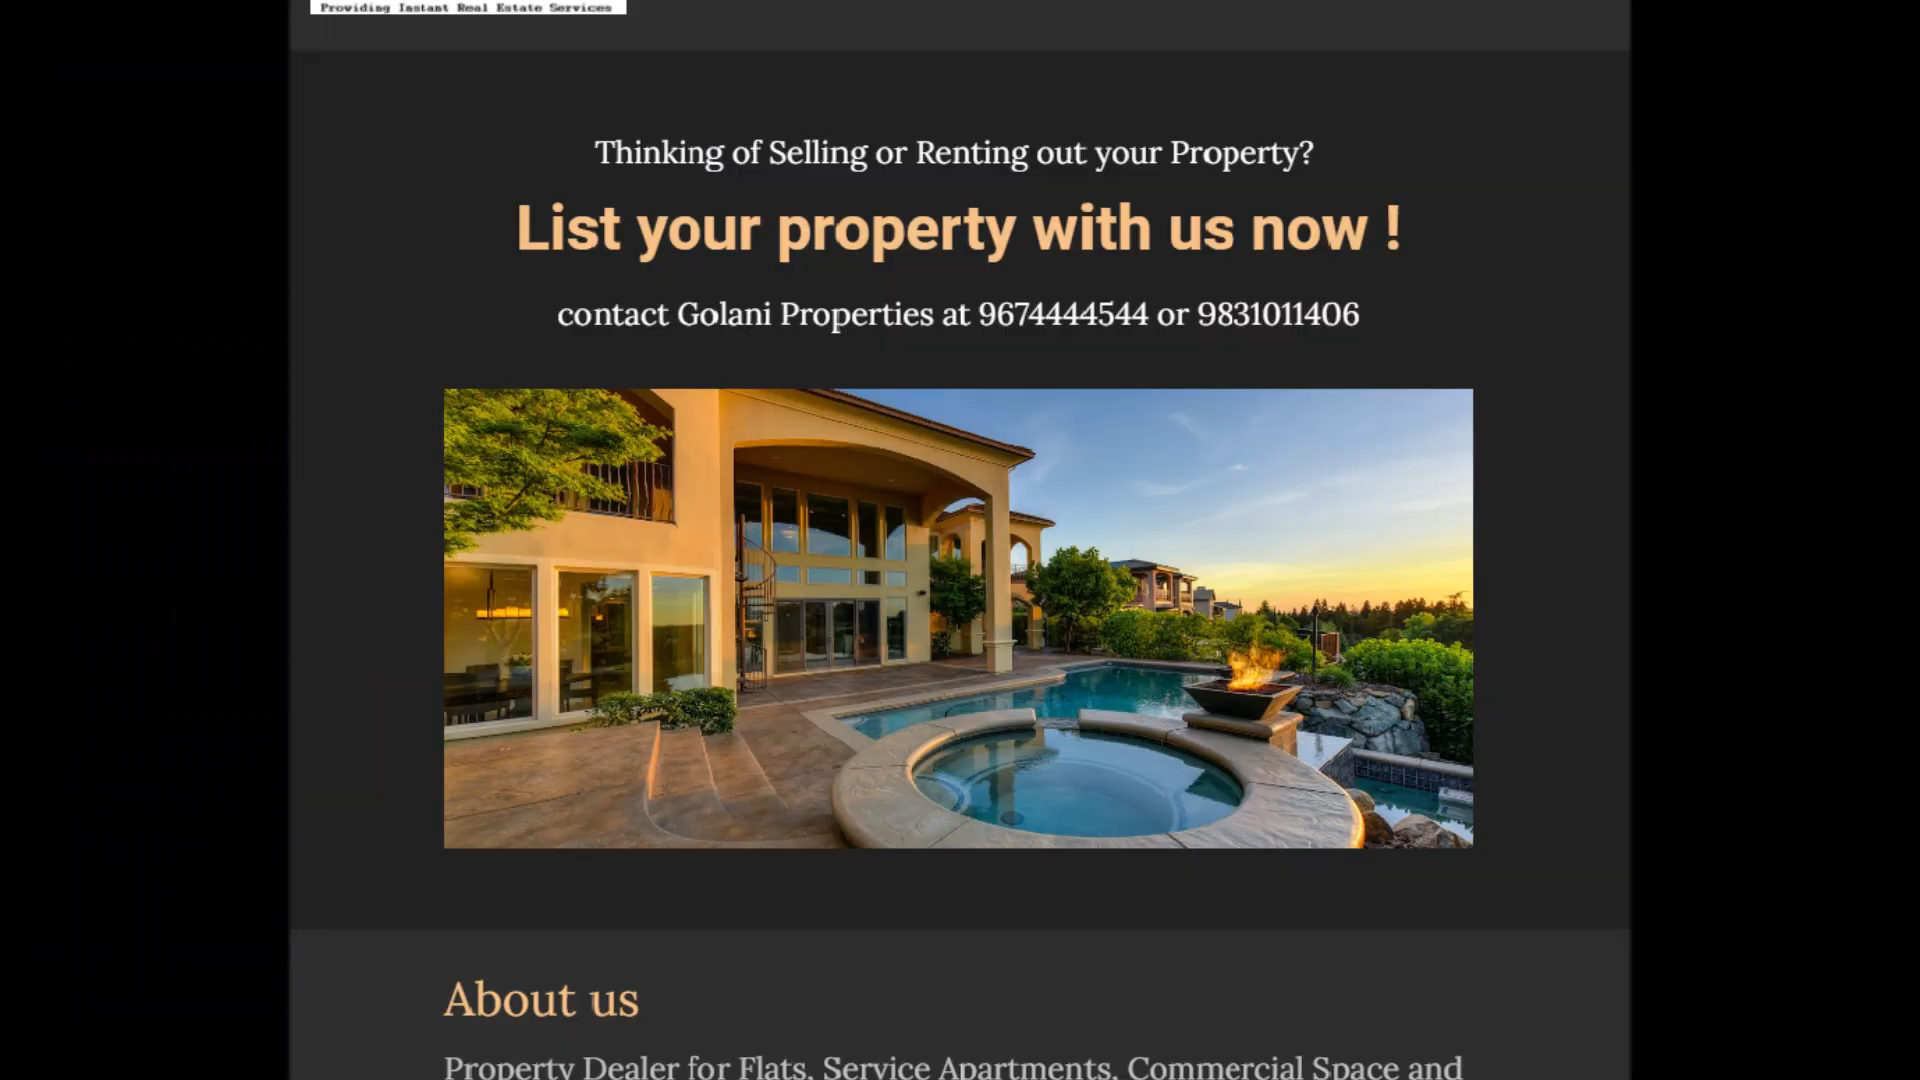 Providing Instant Real Estate Services
Thinking of Selling or Renting out your Property?
List your property with us now !
contact Golani Properties at 9674444544 or 9831011406
About us
Property Dealer for Flats, Service Apartments, Commercial Space and